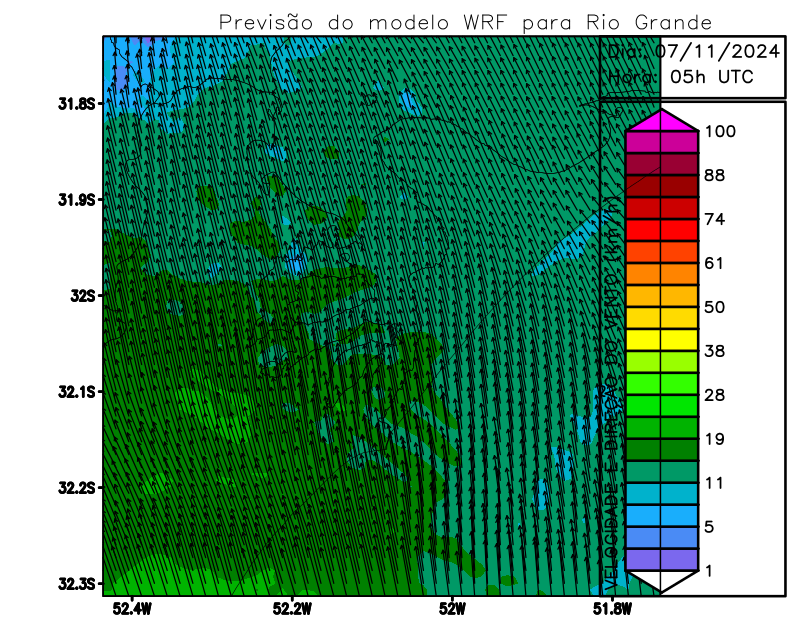 Previsão do modelo WRF para Rio Grande
Dia: 07/11/2024
Hora: 05h UTC
VELOCIDADE E DIREÇÃO DO VENTO (km/h)
100
88
74
61
50
38
28
19
11
5
1
31.8S
31.9S
32S
32.1S
32.2S
32.3S
52.4W
52.2W
52W
51.8W